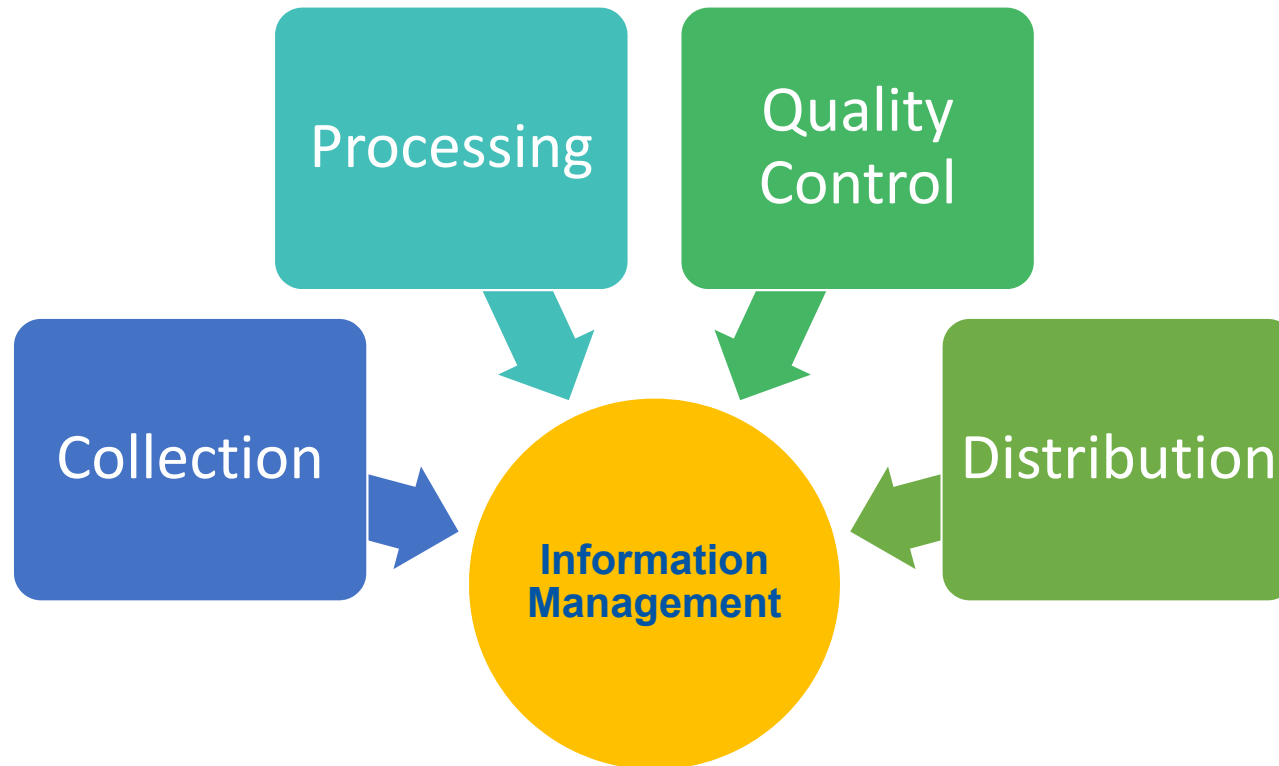 Processing
Quality
Control
Collection
Distribution
Information
Management